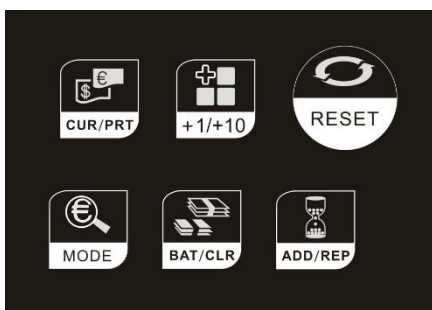 CUR/PRT
+1/+10
RESET
MODE
BAT/CLR
ADD/REP